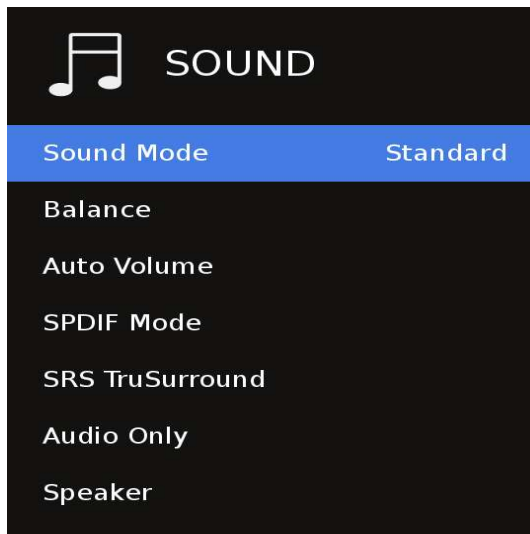 SOUND
Sound Mode Standard
Balance
Auto Volume
SPDIF Mode
SRS TruSurround
Audio Only
Speaker